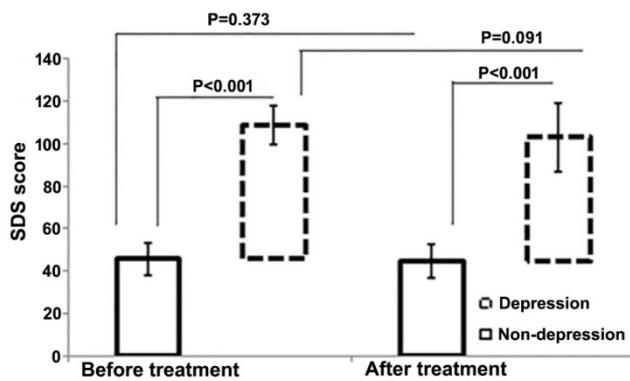 P=0.373
P=0.091
P<0.001
P<0.001
SDS score
140
120
100
80
60
40
20
0
Depression
Non-depression
Before treatment
After treatment